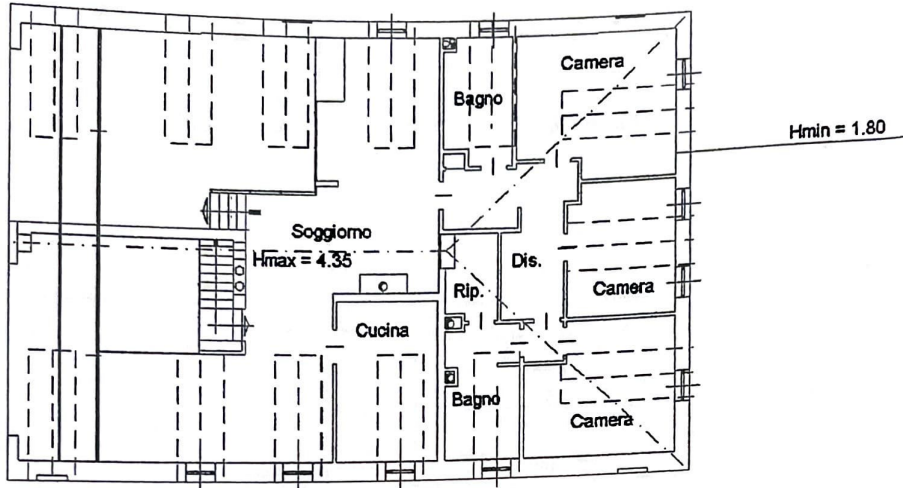 Camera
Bagno
Hmin = 1.80
Soggiorno
Hmax = 4.35
Dis.
Rip.
Camera
Cucina
Bagno
Camera